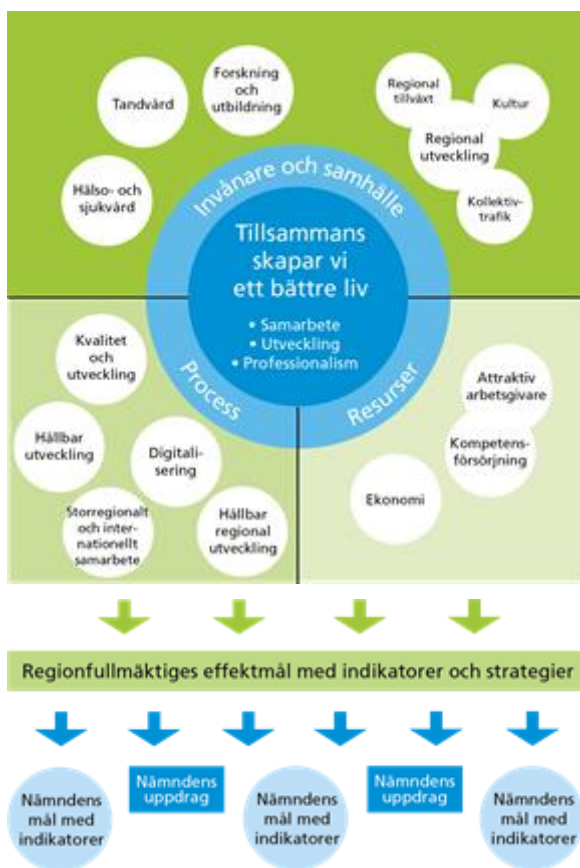 Forskning
och
utbildning
Tandvård
Hälso- och
sjukvård
Regional
tillväxt
Kultur
Regional
utveckling
Kollektiv-
trafik
Invånare och samhälle
Tillsammans
skapar vi
ett bättre liv
• Samarbete
• Utveckling
• Professionalism
Process
Resurser
Kvalitet
och
utveckling
Hållbar
utveckling
Digitali-
sering
Storregionalt
och inter-
nationellt
samarbete
Hållbar
regional
utveckling
Attraktiv
arbetsgivare
Kompetens-
försörjning
Ekonomi
Regionfullmäktiges effektmål med indikatorer och strategier
Nämndens
mål med
indikatorer
Nämndens
uppdrag
Nämndens
mål med
indikatorer
Nämndens
uppdrag
Nämndens
mål med
indikatorer